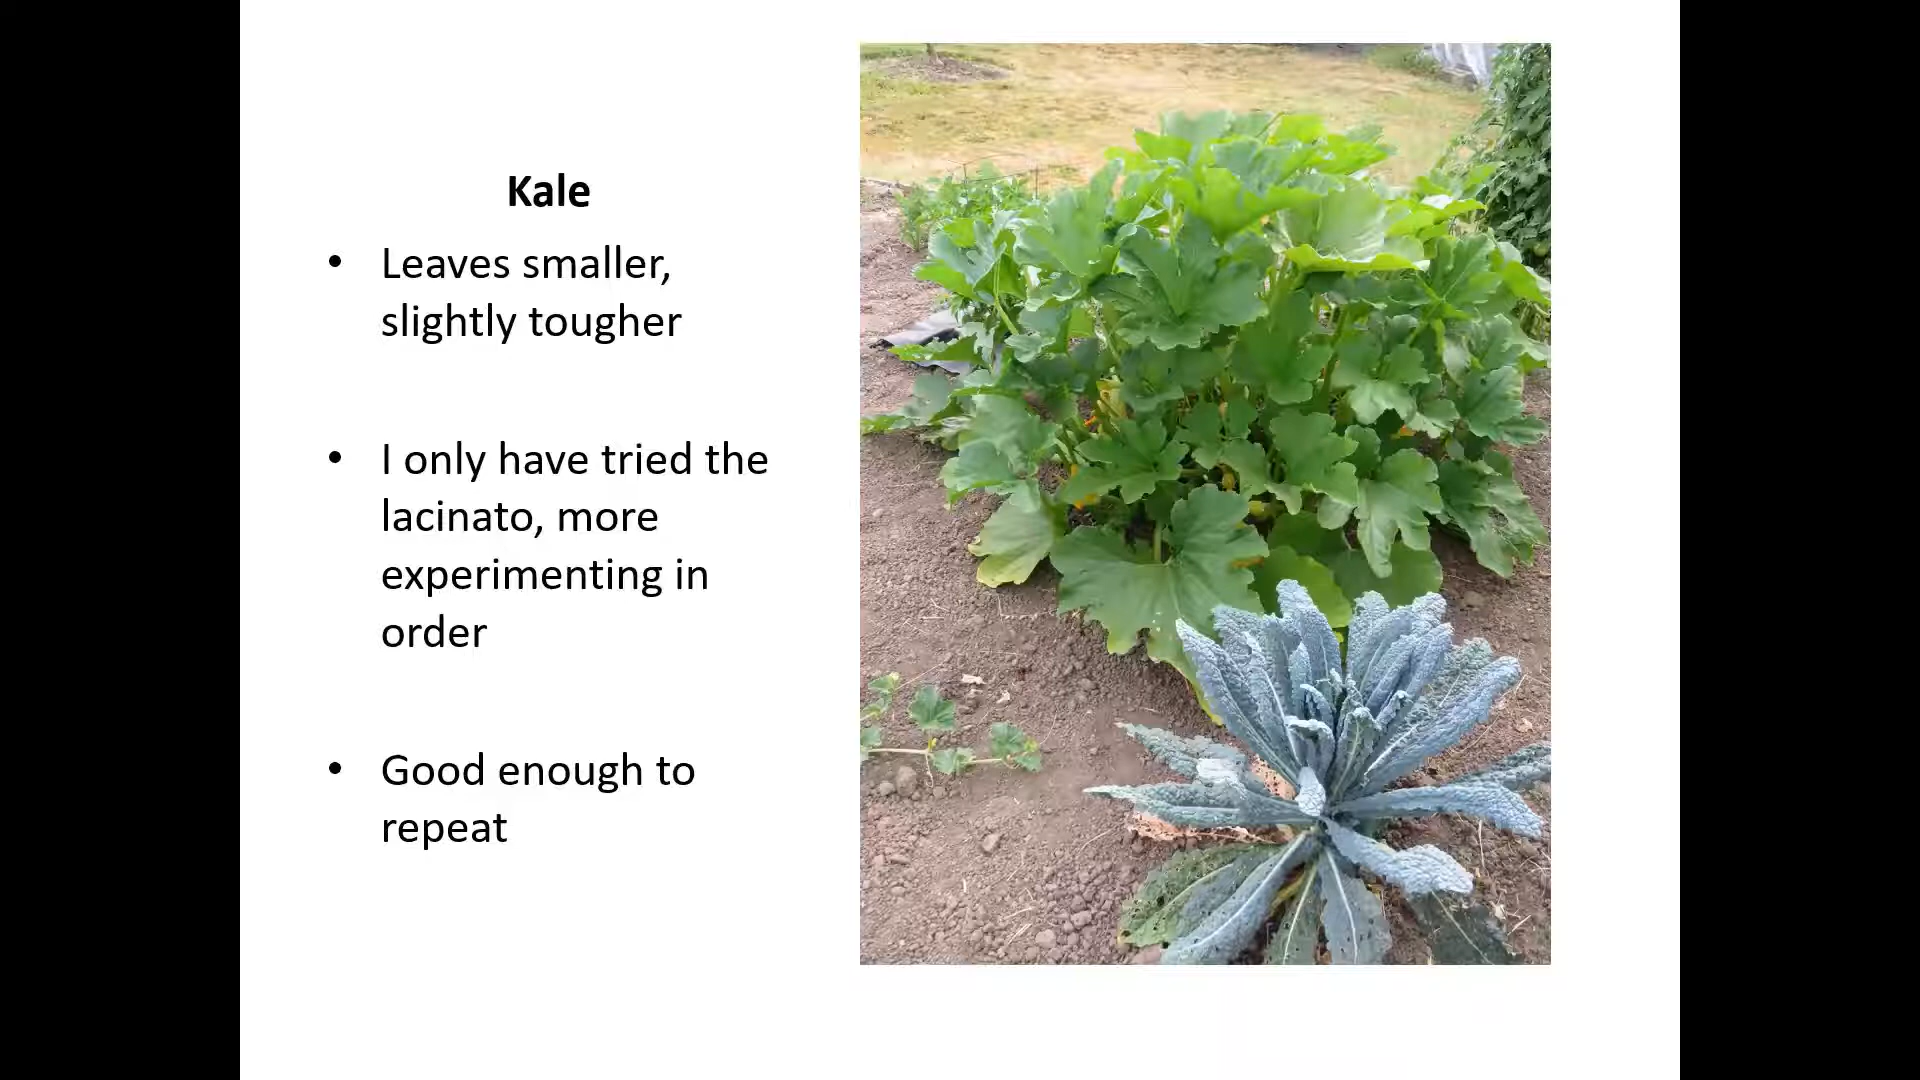 Kale
• Leaves smaller,
slightly tougher
• I only have tried the
lacinato, more
experimenting in
order
• Good enough to
repeat